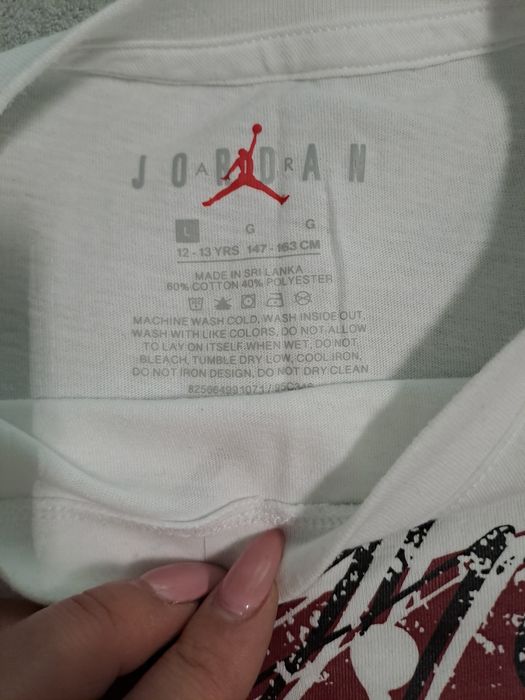 JORDAN
AIR
L G G
12 - 13 YRS 147 - 163 CM
MADE IN SRI LANKA
60% COTTON 40% POLYESTER
MACHINE WASH COLD, WASH INSIDE OUT,
WASH WITH LIKE COLORS, DO NOT ALLOW
TO LAY ON ITSELF WHEN WET, DO NOT
BLEACH, TUMBLE DRY LOW, COOL IRON,
DO NOT IRON DESIGN, DO NOT DRY CLEAN